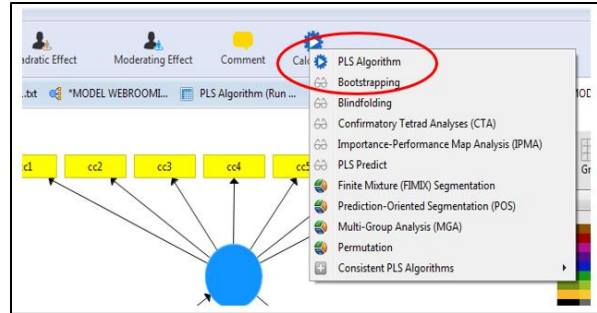 adratic Effect Moderating Effect Comment Calc
PLS Algorithm
Bootstrapping
.txt *MODEL WEBROOMI... PLS Algorithm (Run ...
Blindfolding
Confirmatory Tetrad Analyses (CTA)
Importance-Performance Map Analysis (IPMA)
PLS Predict
Finite Mixture (FIMIX) Segmentation
Prediction-Oriented Segmentation (POS)
Multi-Group Analysis (MGA)
Permutation
Consistent PLS Algorithms
cc1 cc2 cc3 cc4 cc5
MOD
Gr